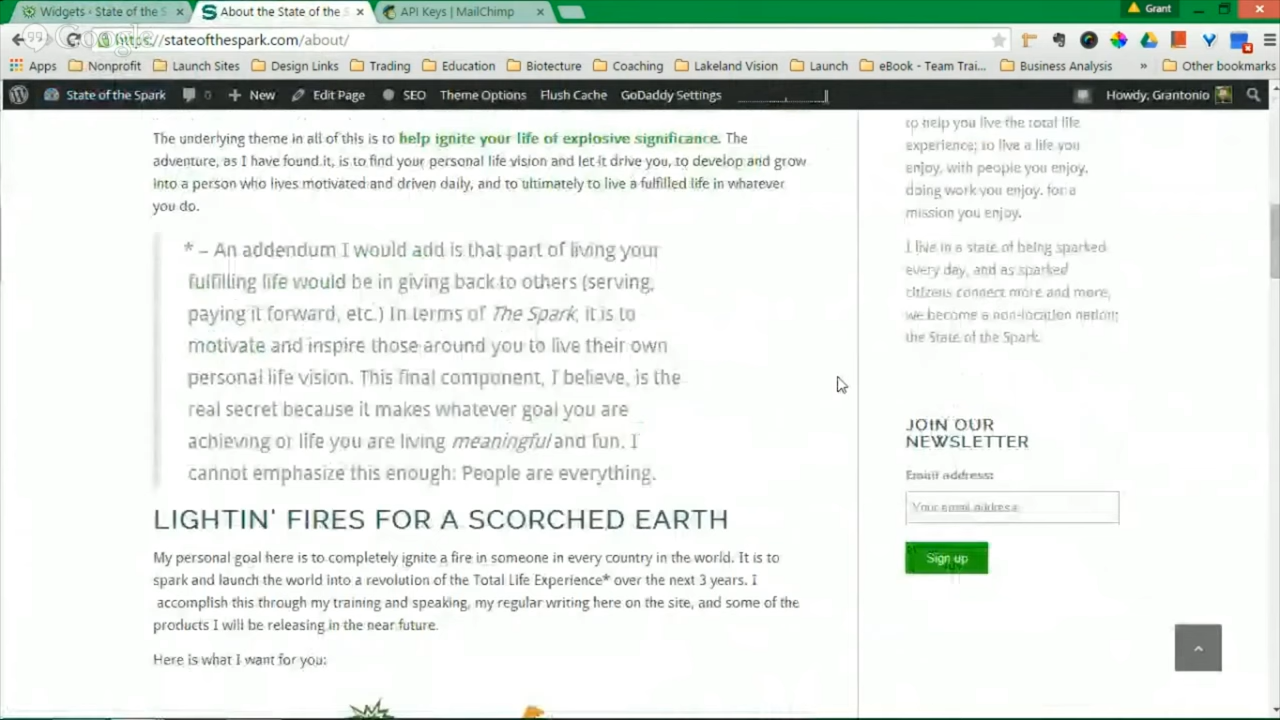 Widgets ‹ State of the S
About the State of the S
API Keys | MailChimp
Grant
Google
https://stateofthespark.com/about/
Apps Nonprofit Launch Sites Design Links Trading Education Biotecture Coaching Lakeland Vision Launch eBook - Team Trai... Business Analysis » Other bookmarks
State of the Spark 0 New Edit Page SEO Theme Options Flush Cache GoDaddy Settings Howdy, Grantonio
The underlying theme in all of this is to help ignite your life of explosive significance. The
adventure, as I have found it, is to find your personal life vision and let it drive you, to develop and grow
into a person who lives motivated and driven daily, and to ultimately to live a fulfilled life in whatever
you do.
* – An addendum I would add is that part of living your
fulfilling life would be in giving back to others (serving,
paying it forward, etc.) In terms of The Spark, it is to
motivate and inspire those around you to live their own
personal life vision. This final component, I believe, is the
real secret because it makes whatever goal you are
achieving or life you are living meaningful and fun. I
cannot emphasize this enough: People are everything.
LIGHTIN' FIRES FOR A SCORCHED EARTH
My personal goal here is to completely ignite a fire in someone in every country in the world. It is to
spark and launch the world into a revolution of the Total Life Experience* over the next 3 years. I
accomplish this through my training and speaking, my regular writing here on the site, and some of the
products I will be releasing in the near future.
Here is what I want for you:
to help you live the total life
experience; to live a life you
enjoy, with people you enjoy,
doing work you enjoy, for a
mission you enjoy.
I live in a state of being sparked
every day, and as sparked
citizens connect more and more,
we become a non-location nation:
the State of the Spark.
JOIN OUR
NEWSLETTER
Email address:
Your email address
Sign up